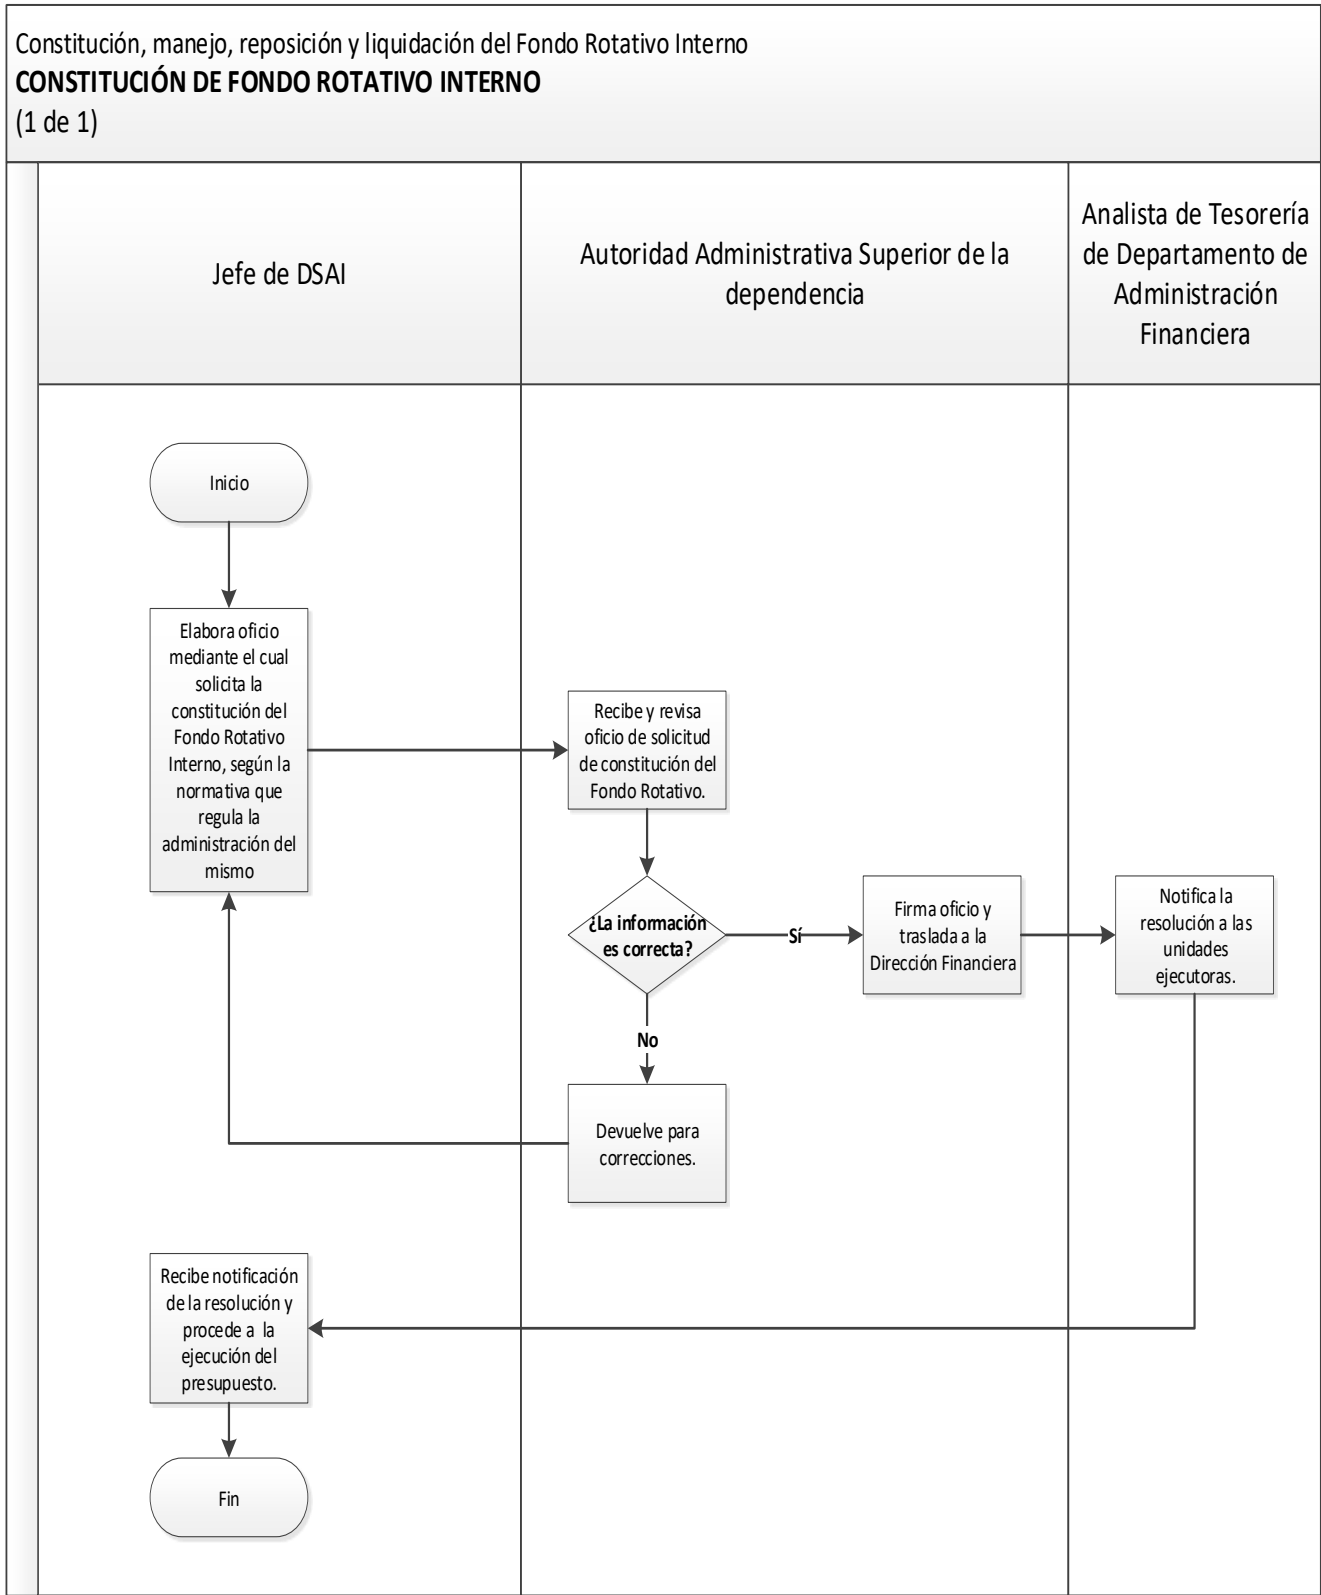 Constitución, manejo, reposición y liquidación del Fondo Rotativo Interno
CONSTITUCIÓN DE FONDO ROTATIVO INTERNO
(1 de 1)
Jefe de DSAI
Autoridad Administrativa Superior de la
dependencia
Analista de Tesorería
de Departamento de
Administración
Financiera
Inicio
Elabora oficio
mediante el cual
solicita la
constitución del
Fondo Rotativo
Interno, según la
normativa que
regula la
administración del
mismo
Recibe y revisa
oficio de solicitud
de constitución del
Fondo Rotativo.
¿La información
es correcta?
Sí
Firma oficio y
traslada a la
Dirección Financiera
Notifica la
resolución a las
unidades
ejecutoras.
No
Devuelve para
correcciones.
Recibe notificación
de la resolución y
procede a la
ejecución del
presupuesto.
Fin